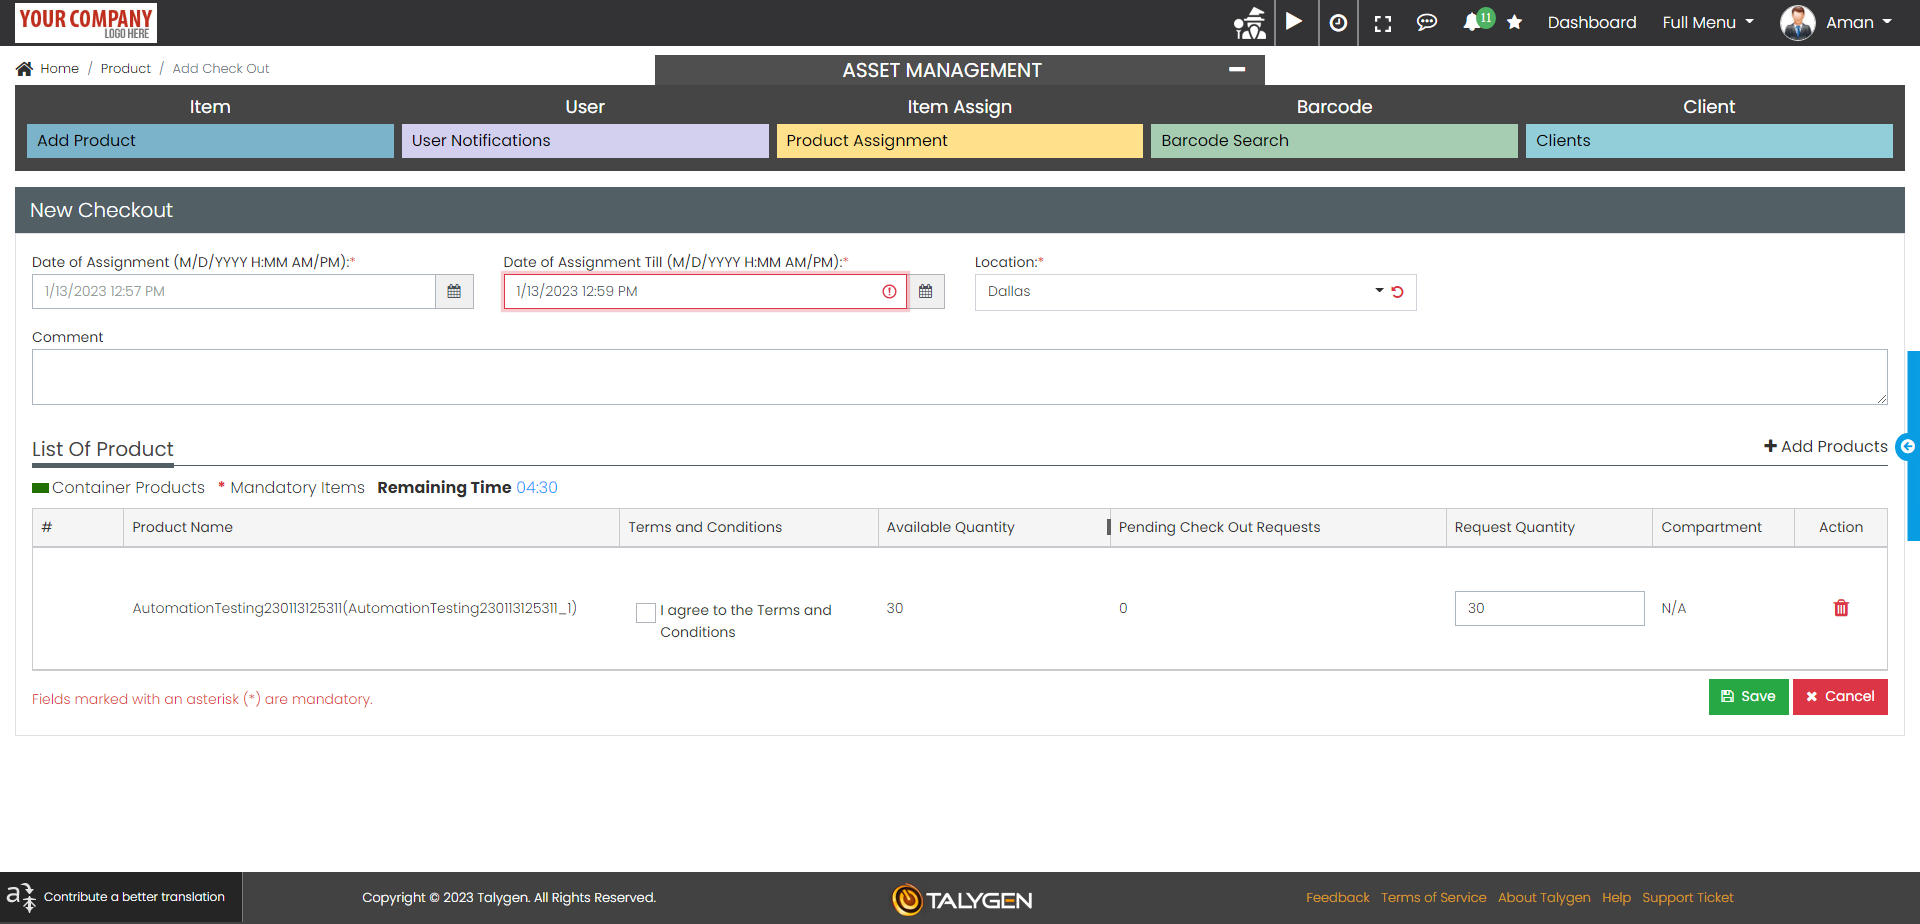 YOUR COMPANY
LOGO HERE
11
Dashboard
Full Menu
Aman
Home / Product / Add Check Out
ASSET MANAGEMENT
Item
User
Item Assign
Barcode
Client
Add Product
User Notifications
Product Assignment
Barcode Search
Clients
New Checkout
Date of Assignment (M/D/YYYY H:MM AM/PM):*
Date of Assignment Till (M/D/YYYY H:MM AM/PM):*
Location:*
1/13/2023 12:57 PM
1/13/2023 12:59 PM
Dallas
Comment
List Of Product
Add Products
Container Products * Mandatory Items Remaining Time 04:30
# Product Name Terms and Conditions Available Quantity Pending Check Out Requests Request Quantity Compartment Action
AutomationTesting230113125311(AutomationTesting230113125311_1)
I agree to the Terms and
Conditions
30
0
30
N/A
Fields marked with an asterisk (*) are mandatory.
Save
Cancel
Contribute a better translation
Copyright © 2023 Talygen. All Rights Reserved.
TALYGEN
Feedback Terms of Service About Talygen Help Support Ticket